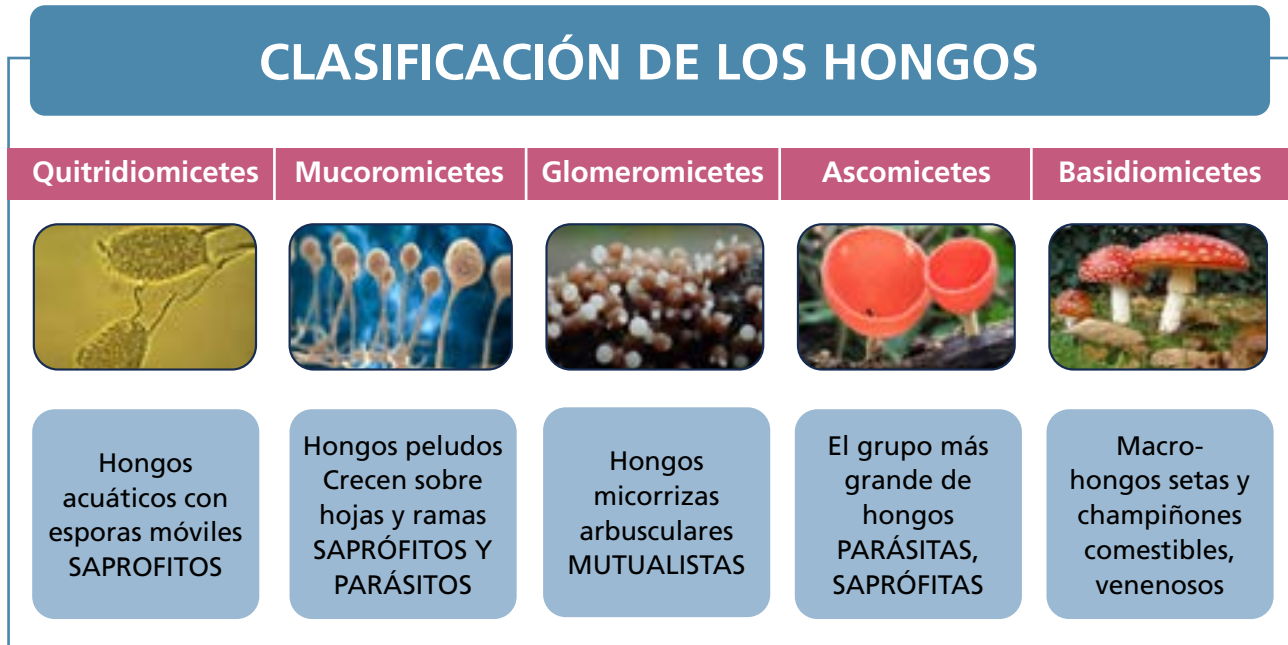 CLASIFICACIÓN DE LOS HONGOS
Quitridiomicetes
Mucoromicetes
Glomeromicetes
Ascomicetes
Basidiomicetes
Hongos
acuáticos con
esporas móviles
SAPROFITOS
Hongos peludos
Crecen sobre
hojas y ramas
SAPRÓFITOS Y
PARÁSITOS
Hongos
micorrizas
arbusculares
MUTUALISTAS
El grupo más
grande de
hongos
PARÁSITAS,
SAPRÓFITAS
Macro-
hongos setas y
champiñones
comestibles,
venenosos